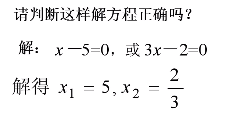 请判断这样解方程正确吗？
解： x－5=0，或 3x－2=0
解得 x₁ = 5, x₂ = 2/3